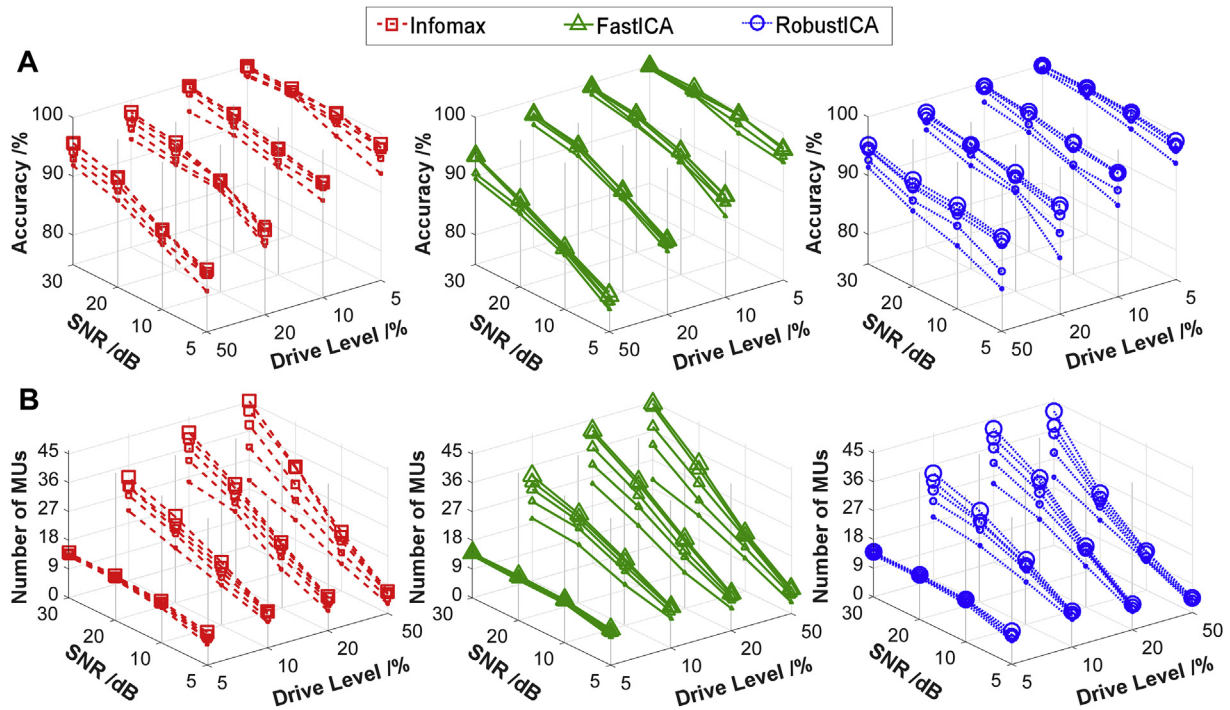 Infomax FastICA RobustICA
A
Accuracy /% 100 90 80
30 20 10 5
SNR /dB
50 20 10 5
Drive Level /%
Accuracy /% 100 90 80
30 20 10 5
SNR /dB
50 20 10 5
Drive Level /%
Accuracy /% 100 90 80
30 20 10 5
SNR /dB
50 20 10 5
Drive Level /%
B
Number of MUs 45 36 27 18 9 0
30 20 10 5
SNR /dB
5 10 20 50
Drive Level /%
Number of MUs 45 36 27 18 9 0
30 20 10 5
SNR /dB
5 10 20 50
Drive Level /%
Number of MUs 45 36 27 18 9 0
30 20 10 5
SNR /dB
5 10 20 50
Drive Level /%